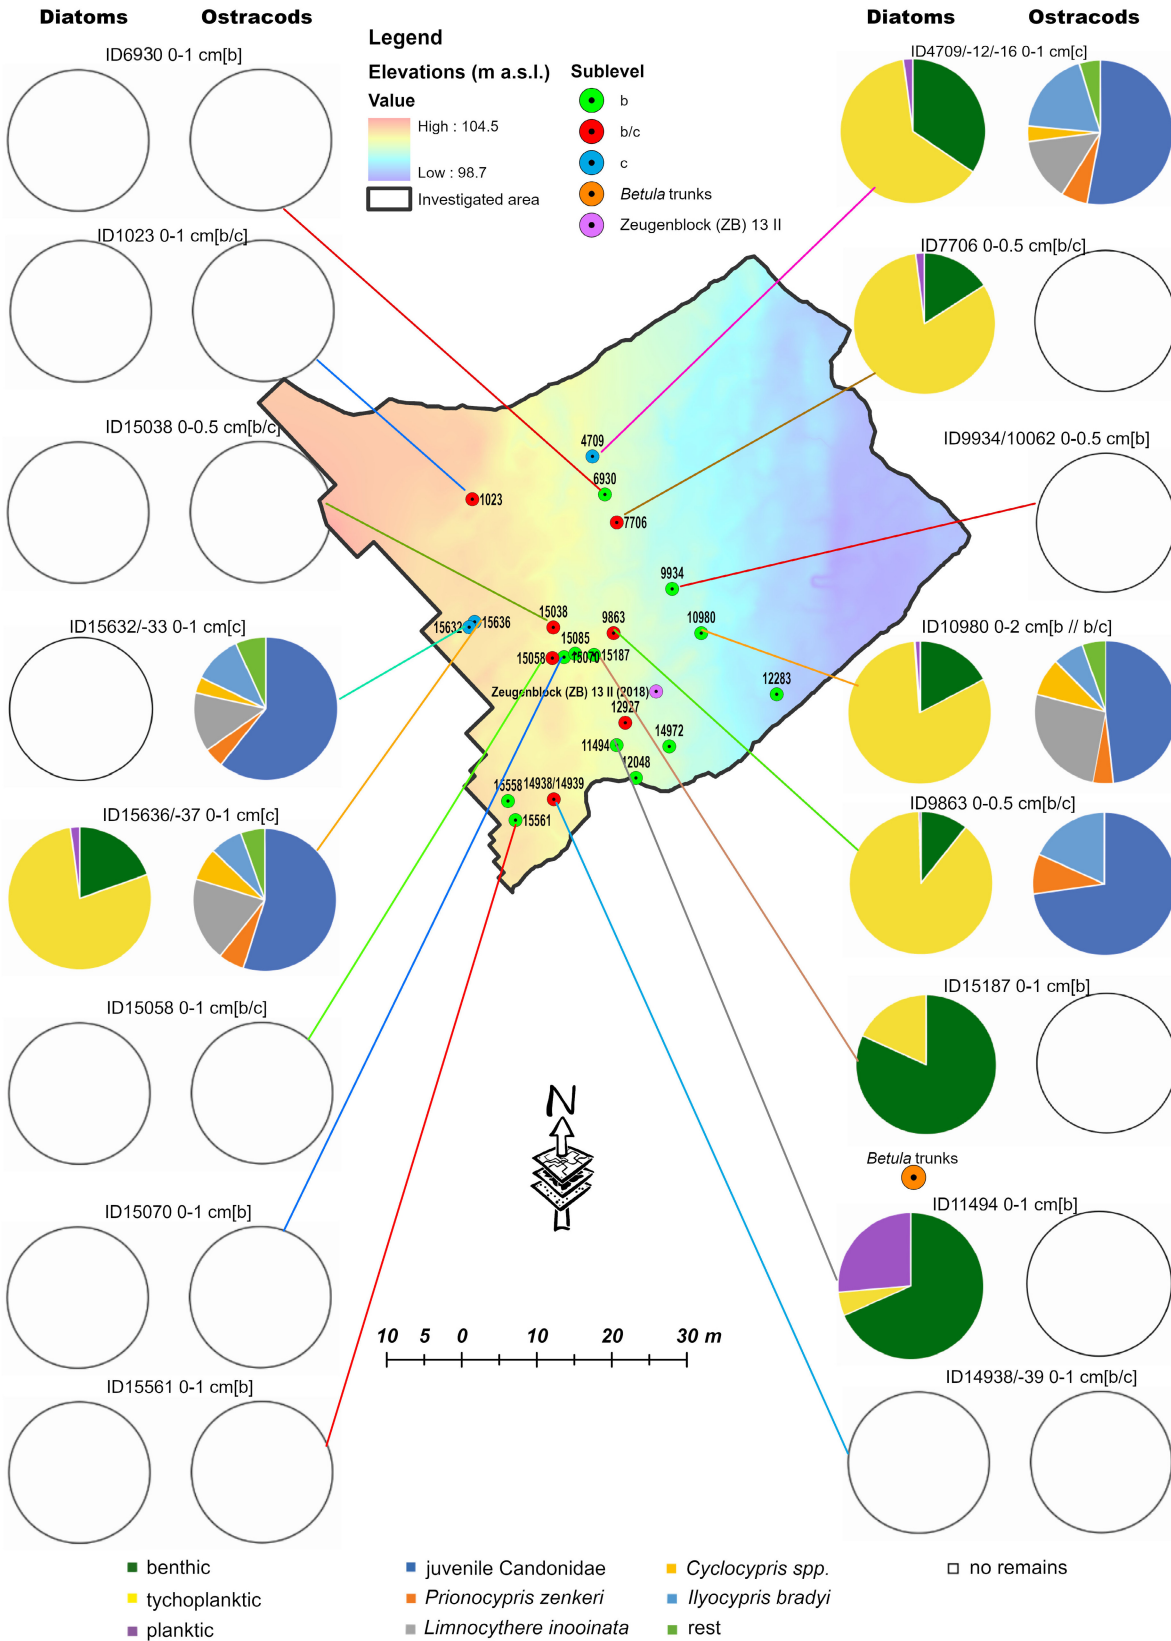 Diatoms Ostracods
Diatoms Ostracods
ID6930 0-1 cm[b]
ID1023 0-1 cm[b/c]
ID15038 0-0.5 cm[b/c]
ID15632/-33 0-1 cm[c]
ID15636/-37 0-1 cm[c]
ID15058 0-1 cm[b/c]
ID15070 0-1 cm[b]
ID15561 0-1 cm[b]
Legend
Elevations (m a.s.l.)
Value
High : 104.5
Low : 98.7
Investigated area
Sublevel
b
b/c
c
Betula trunks
Zeugenblock (ZB) 13 II
ID4709/-12/-16 0-1 cm[c]
ID7706 0-0.5 cm[b/c]
ID9934/10062 0-0.5 cm[b]
ID10980 0-2 cm[b // b/c]
ID9863 0-0.5 cm[b/c]
ID15187 0-1 cm[b]
Betula trunks
ID11494 0-1 cm[b]
ID14938/-39 0-1 cm[b/c]
4709
6930
1023
7706
9934
15038
9863
10980
15632
15636
15085
15058
15070
15187
12283
Zeugenblock (ZB) 13 II (2018)
12927
11494
14972
12048
15558
14938/14939
15561
N
10 5 0 10 20 30 m
benthic
tychoplanktic
planktic
juvenile Candonidae
Prionocypris zenkeri
Limnocythere inooinata
Cyclocypris spp.
Ilyocypris bradyi
rest
no remains